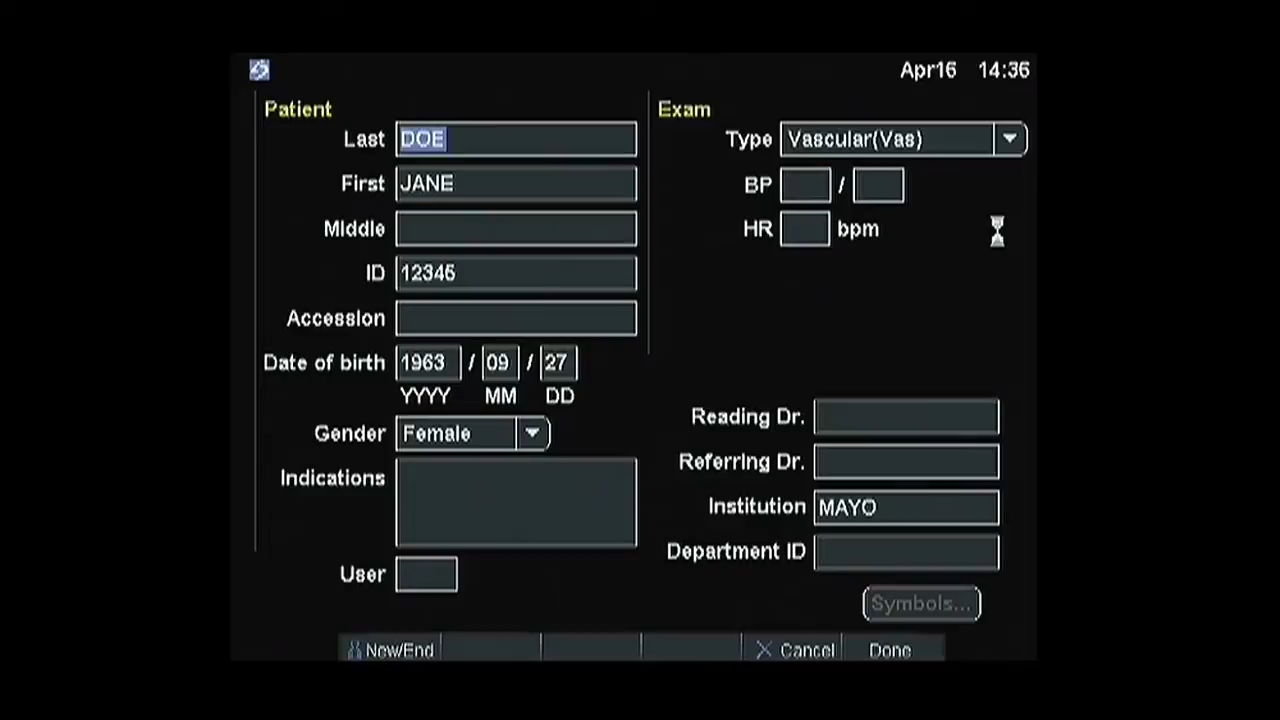 Apr16 14:36
Patient
Last DOE
First JANE
Middle
ID 12345
Accession
Date of birth 1963 / 09 / 27
YYYY MM DD
Gender Female
Indications
User
Exam
Type Vascular(Vas)
BP /
HR bpm
Reading Dr.
Referring Dr.
Institution MAYO
Department ID
Symbols...
New/End Cancel Done